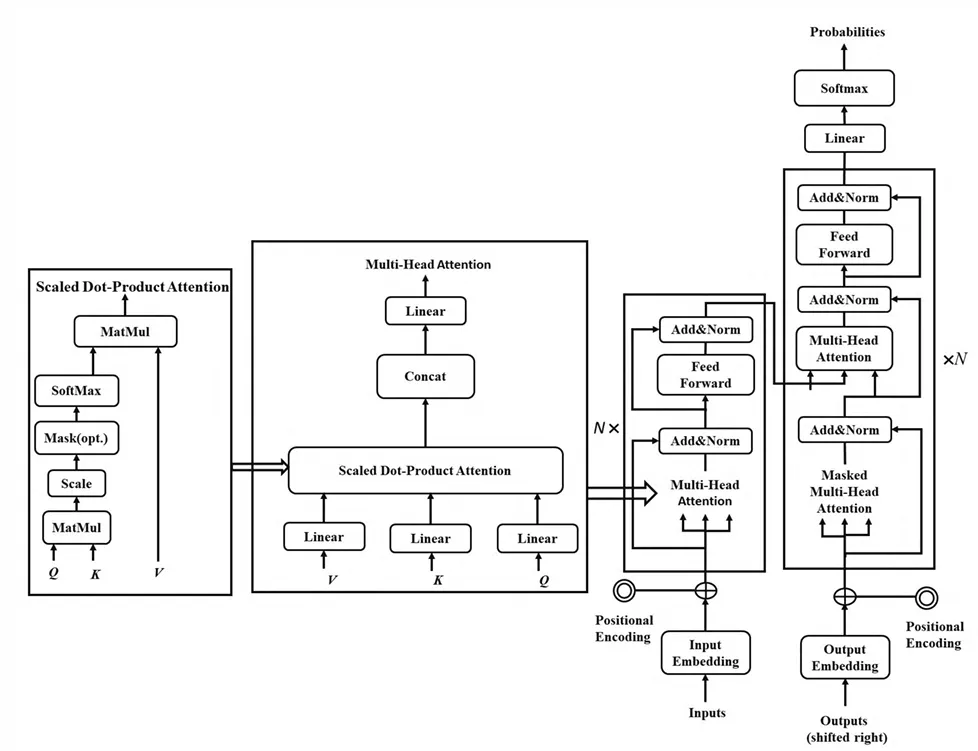 Scaled Dot-Product Attention
MatMul
SoftMax
Mask(opt.)
Scale
MatMul
Q
K
V
Multi-Head Attention
Linear
Concat
Scaled Dot-Product Attention
Linear
Linear
Linear
V
K
Q
N×
Add&Norm
Feed
Forward
Add&Norm
Multi-Head
Attention
Positional
Encoding
Input
Embedding
Inputs
Probabilities
Softmax
Linear
Add&Norm
Feed
Forward
Add&Norm
Multi-Head
Attention
×N
Add&Norm
Masked
Multi-Head
Attention
Positional
Encoding
Output
Embedding
Outputs
(shifted right)